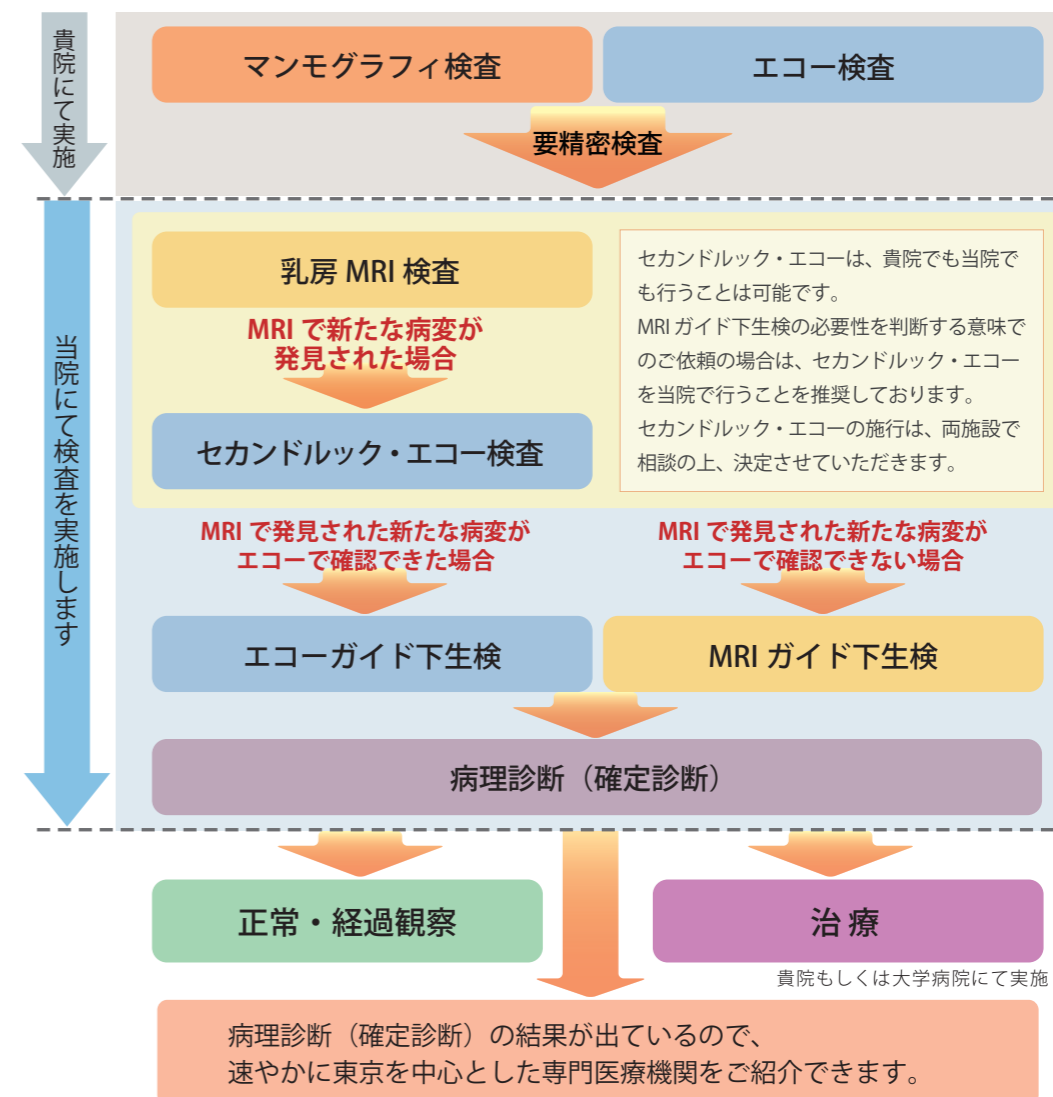 貴院にて実施
マンモグラフィ検査
エコー検査
要精密検査
当院にて検査を実施します
乳房 MRI 検査
MRI で新たな病変が
発見された場合
セカンドルック・エコー検査
セカンドルック・エコーは、貴院でも当院で
も行うことは可能です。
MRI ガイド下生検の必要性を判断する意味で
のご依頼の場合は、セカンドルック・エコー
を当院で行うことを推奨しております。
セカンドルック・エコーの施行は、両施設で
相談の上、決定させていただきます。
MRI で発見された新たな病変が
エコーで確認できた場合
MRI で発見された新たな病変が
エコーで確認できない場合
エコーガイド下生検
MRI ガイド下生検
病理診断（確定診断）
正常・経過観察
治 療
貴院もしくは大学病院にて実施
病理診断（確定診断）の結果が出ているので、
速やかに東京を中心とした専門医療機関をご紹介できます。